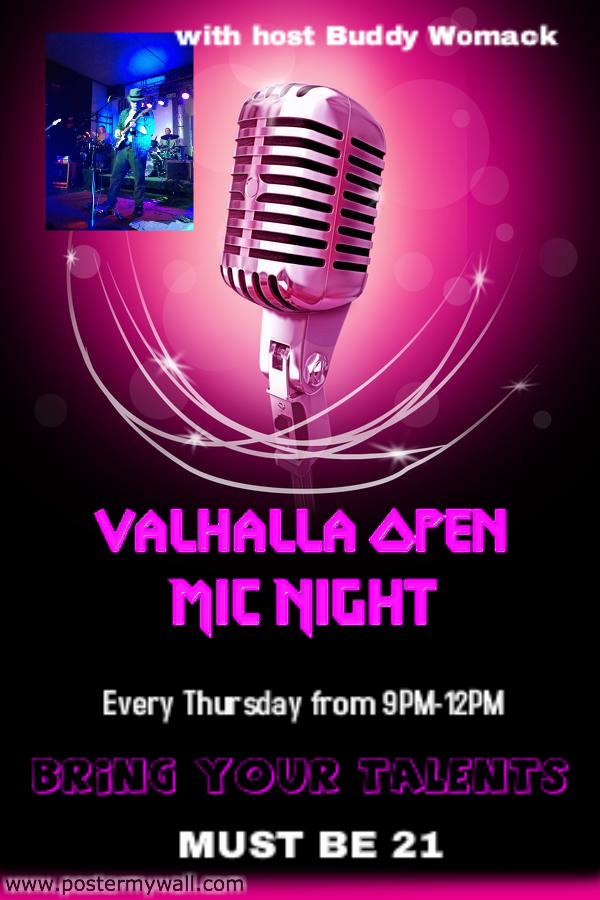 with host Buddy Womack
VALHALLA OPEN
MIC NIGHT
Every Thursday from 9PM-12PM
BRING YOUR TALENTS
MUST BE 21
www.postermywall.com